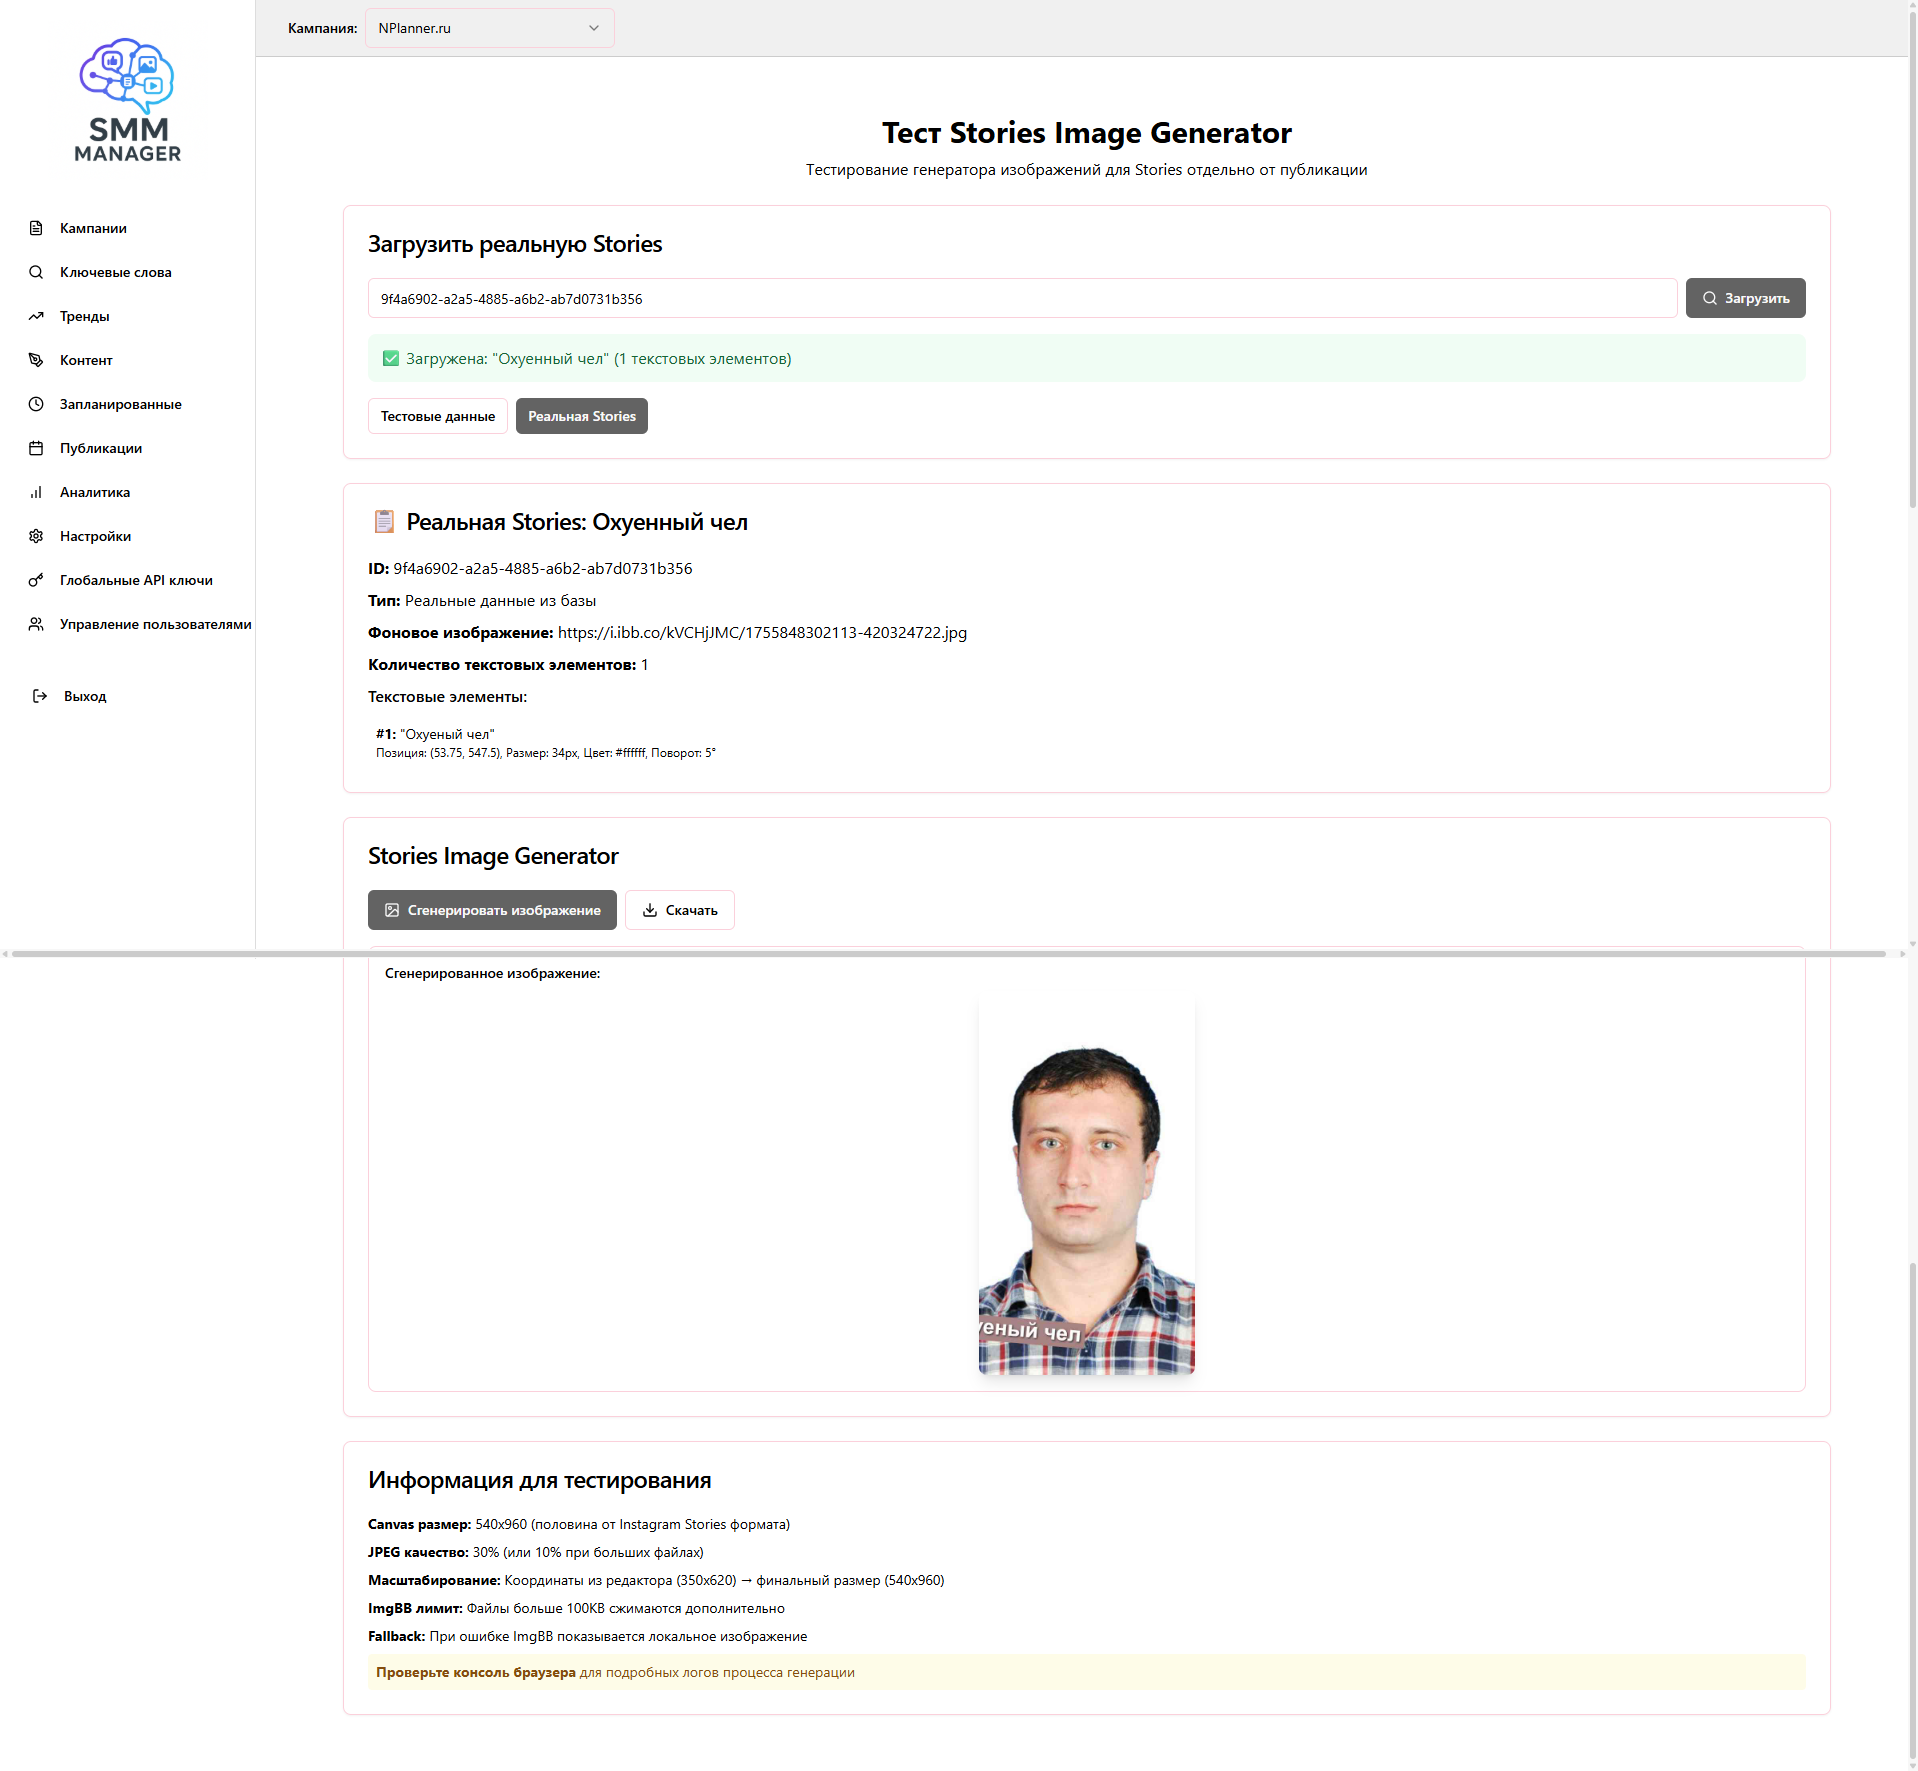 SMM
MANAGER
Кампании
Ключевые слова
Тренды
Контент
Запланированные
Публикации
Аналитика
Настройки
Глобальные API ключи
Управление пользователями
Выход
Кампания: NPlanner.ru
Тест Stories Image Generator
Тестирование генератора изображений для Stories отдельно от публикации
Загрузить реальную Stories
9f4a6902-a2a5-4885-a6b2-ab7d0731b356 Загрузить
✅ Загружена: "Охуенный чел" (1 текстовых элементов)
Тестовые данные Реальная Stories
📋 Реальная Stories: Охуенный чел
ID: 9f4a6902-a2a5-4885-a6b2-ab7d0731b356
Тип: Реальные данные из базы
Фоновое изображение: https://i.ibb.co/kVCHjJMC/1755848302113-420324722.jpg
Количество текстовых элементов: 1
Текстовые элементы:
#1: "Охуеный чел"
Позиция: (53.75, 547.5), Размер: 34px, Цвет: #ffffff, Поворот: 5°
Stories Image Generator
Сгенерировать изображение Скачать
Сгенерированное изображение:
уеный чел
Информация для тестирования
Canvas размер: 540x960 (половина от Instagram Stories формата)
JPEG качество: 30% (или 10% при больших файлах)
Масштабирование: Координаты из редактора (350x620) → финальный размер (540x960)
ImgBB лимит: Файлы больше 100KB сжимаются дополнительно
Fallback: При ошибке ImgBB показывается локальное изображение
Проверьте консоль браузера для подробных логов процесса генерации